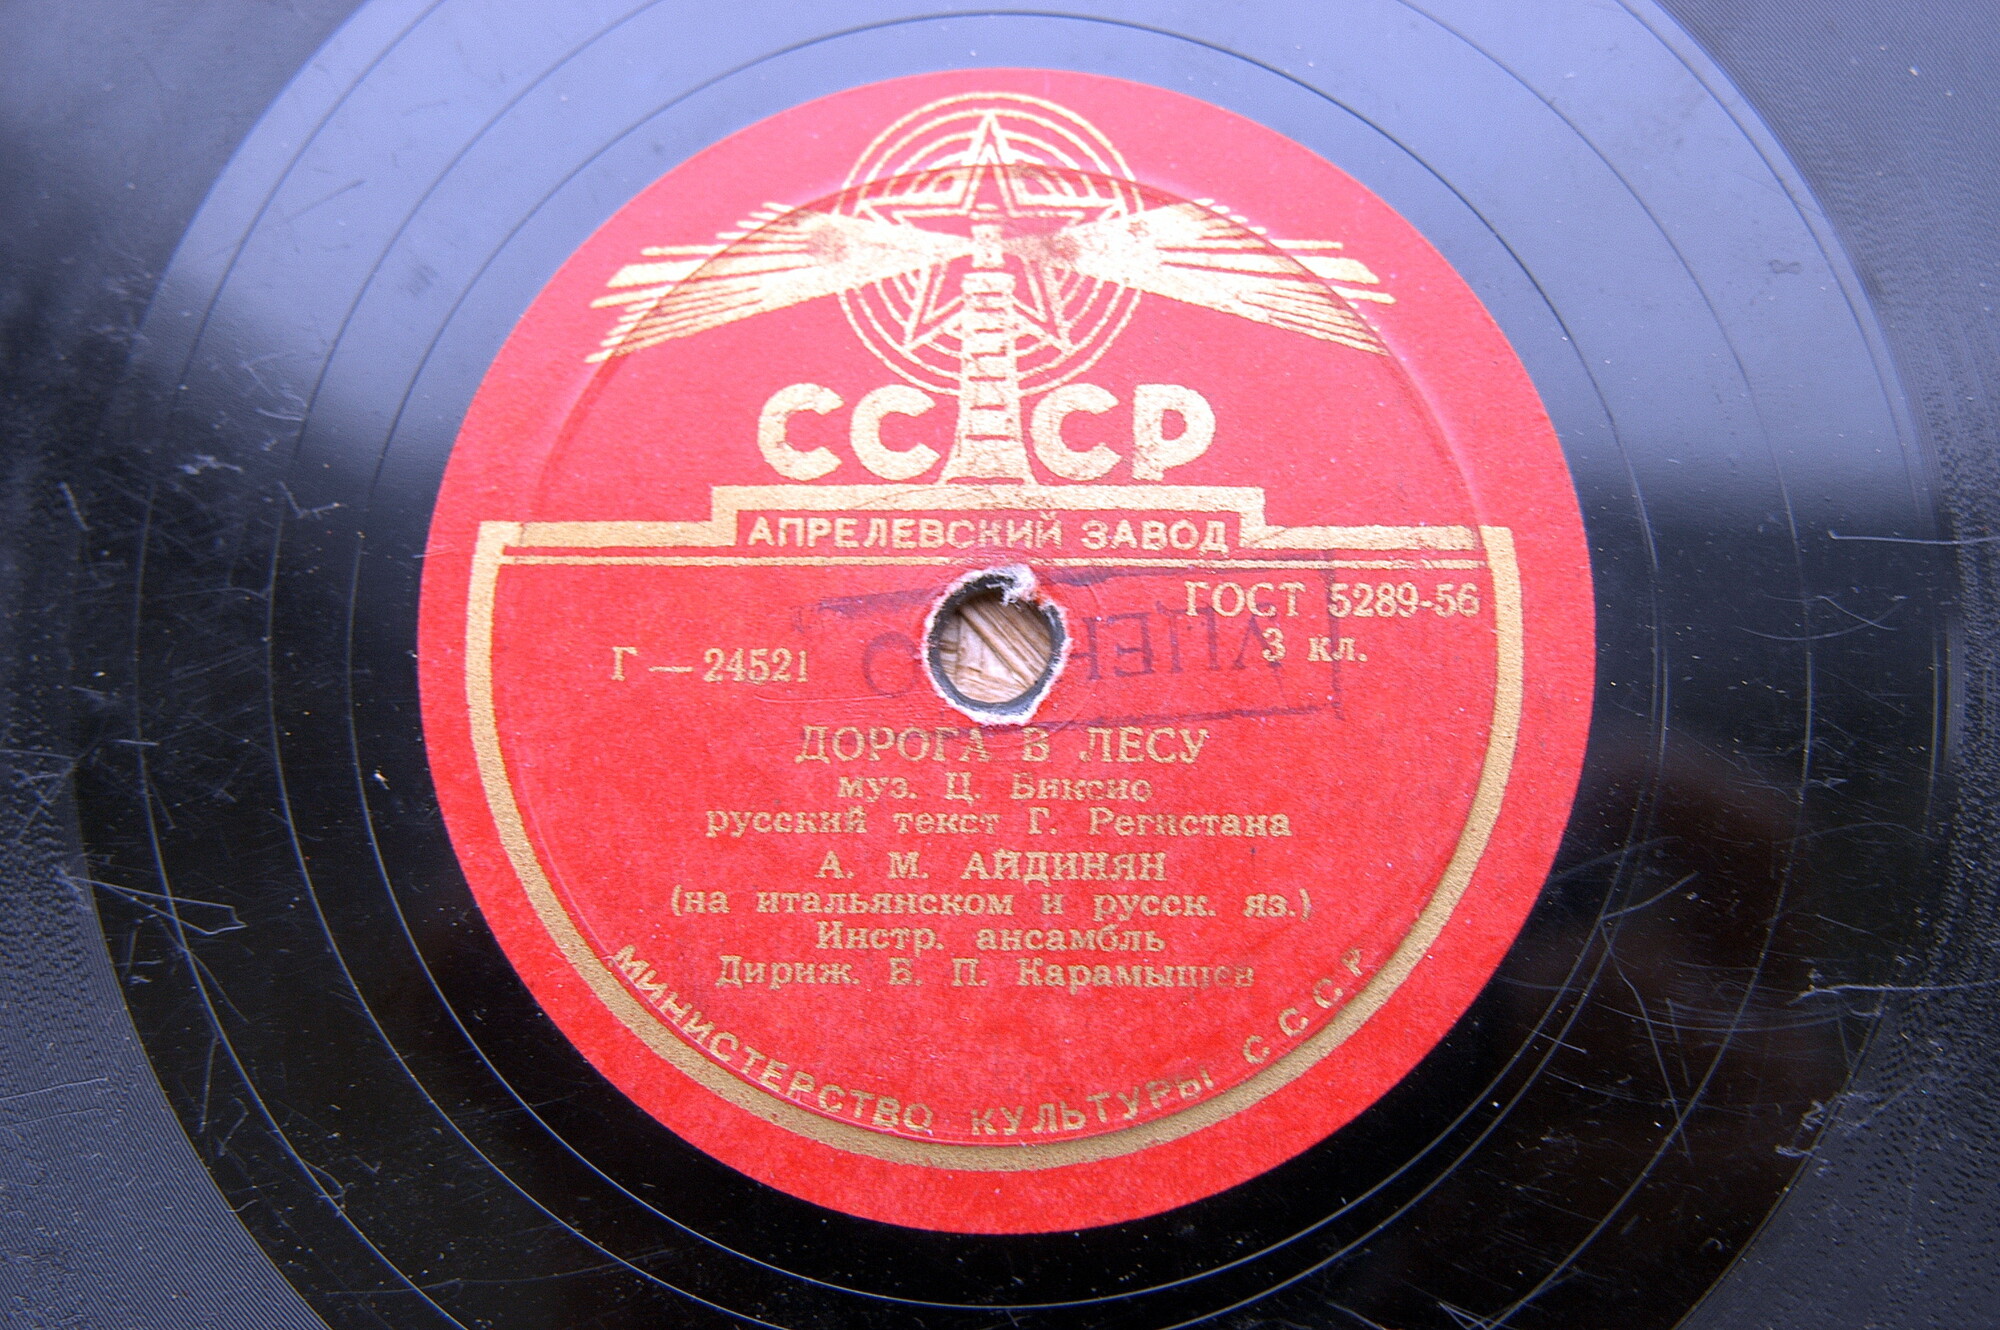 СССР
АПРЕЛЕВСКИЙ ЗАВОД
ГОСТ 5289-56
Г — 24521
3 кл.
ДОРОГА В ЛЕСУ
муз. Ц. Биксио
русский текст Г. Регистана
А. М. АЙДИНЯН
(на итальянском и русск. яз.)
Инстр. ансамбль
Дириж. Б. П. Карамышев
МИНИСТЕРСТВО КУЛЬТУРЫ СССР